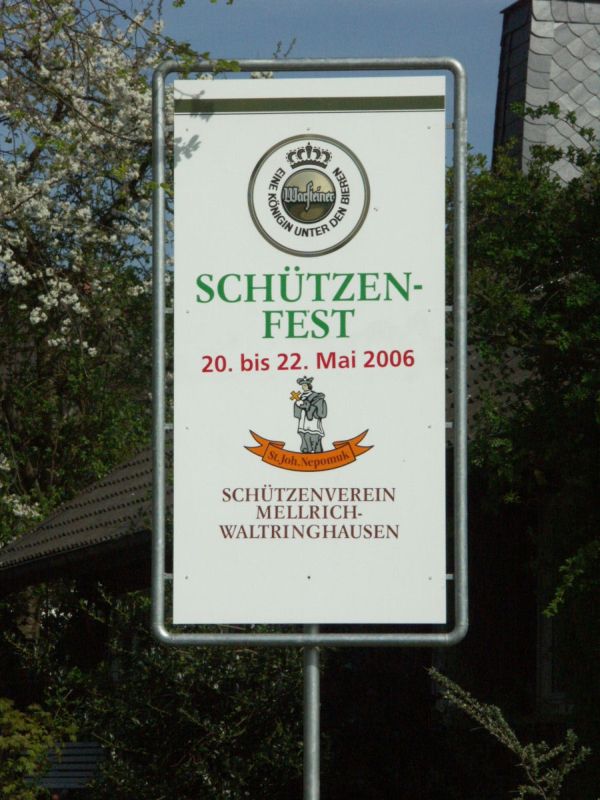 EINE KÖNIGIN UNTER DEN BIEREN
Warsteiner
SCHÜTZEN-
FEST
20. bis 22. Mai 2006
St. Joh. Nepomuk
SCHÜTZENVEREIN
MELLRICH-
WALTRINGHAUSEN